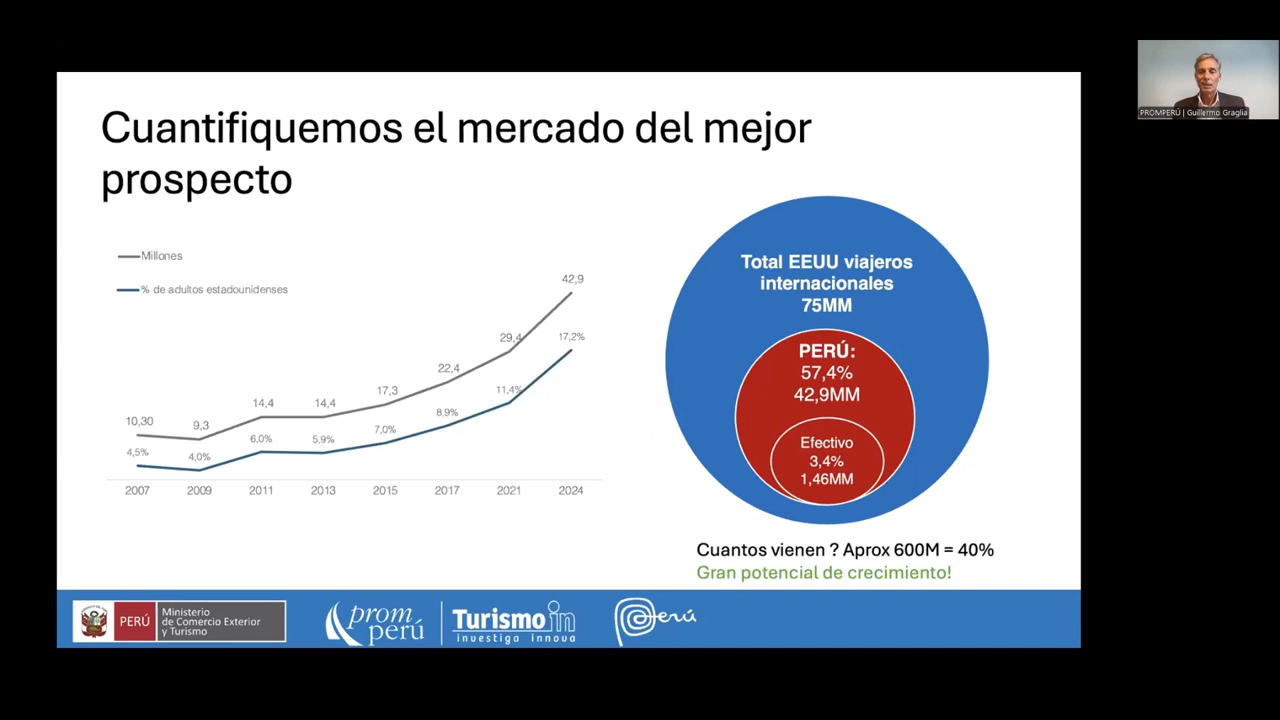 Cuantifiquemos el mercado del mejor
prospecto
Millones
% de adultos estadounidenses
10,30
9,3
14,4
14,4
17,3
22,4
29,4
42,9
4,5%
4,0%
6,0%
5,9%
7,0%
8,9%
11,4%
17,2%
2007
2009
2011
2013
2015
2017
2021
2024
Total EEUU viajeros
internacionales
75MM
PERÚ:
57,4%
42,9MM
Efectivo
3,4%
1,46MM
Cuantos vienen ? Aprox 600M = 40%
Gran potencial de crecimiento!
PERÚ
Ministerio
de Comercio Exterior
y Turismo
prom
perú
Turismo in
investiga innova
Perú
PROMPERÚ | Guillermo Graglia